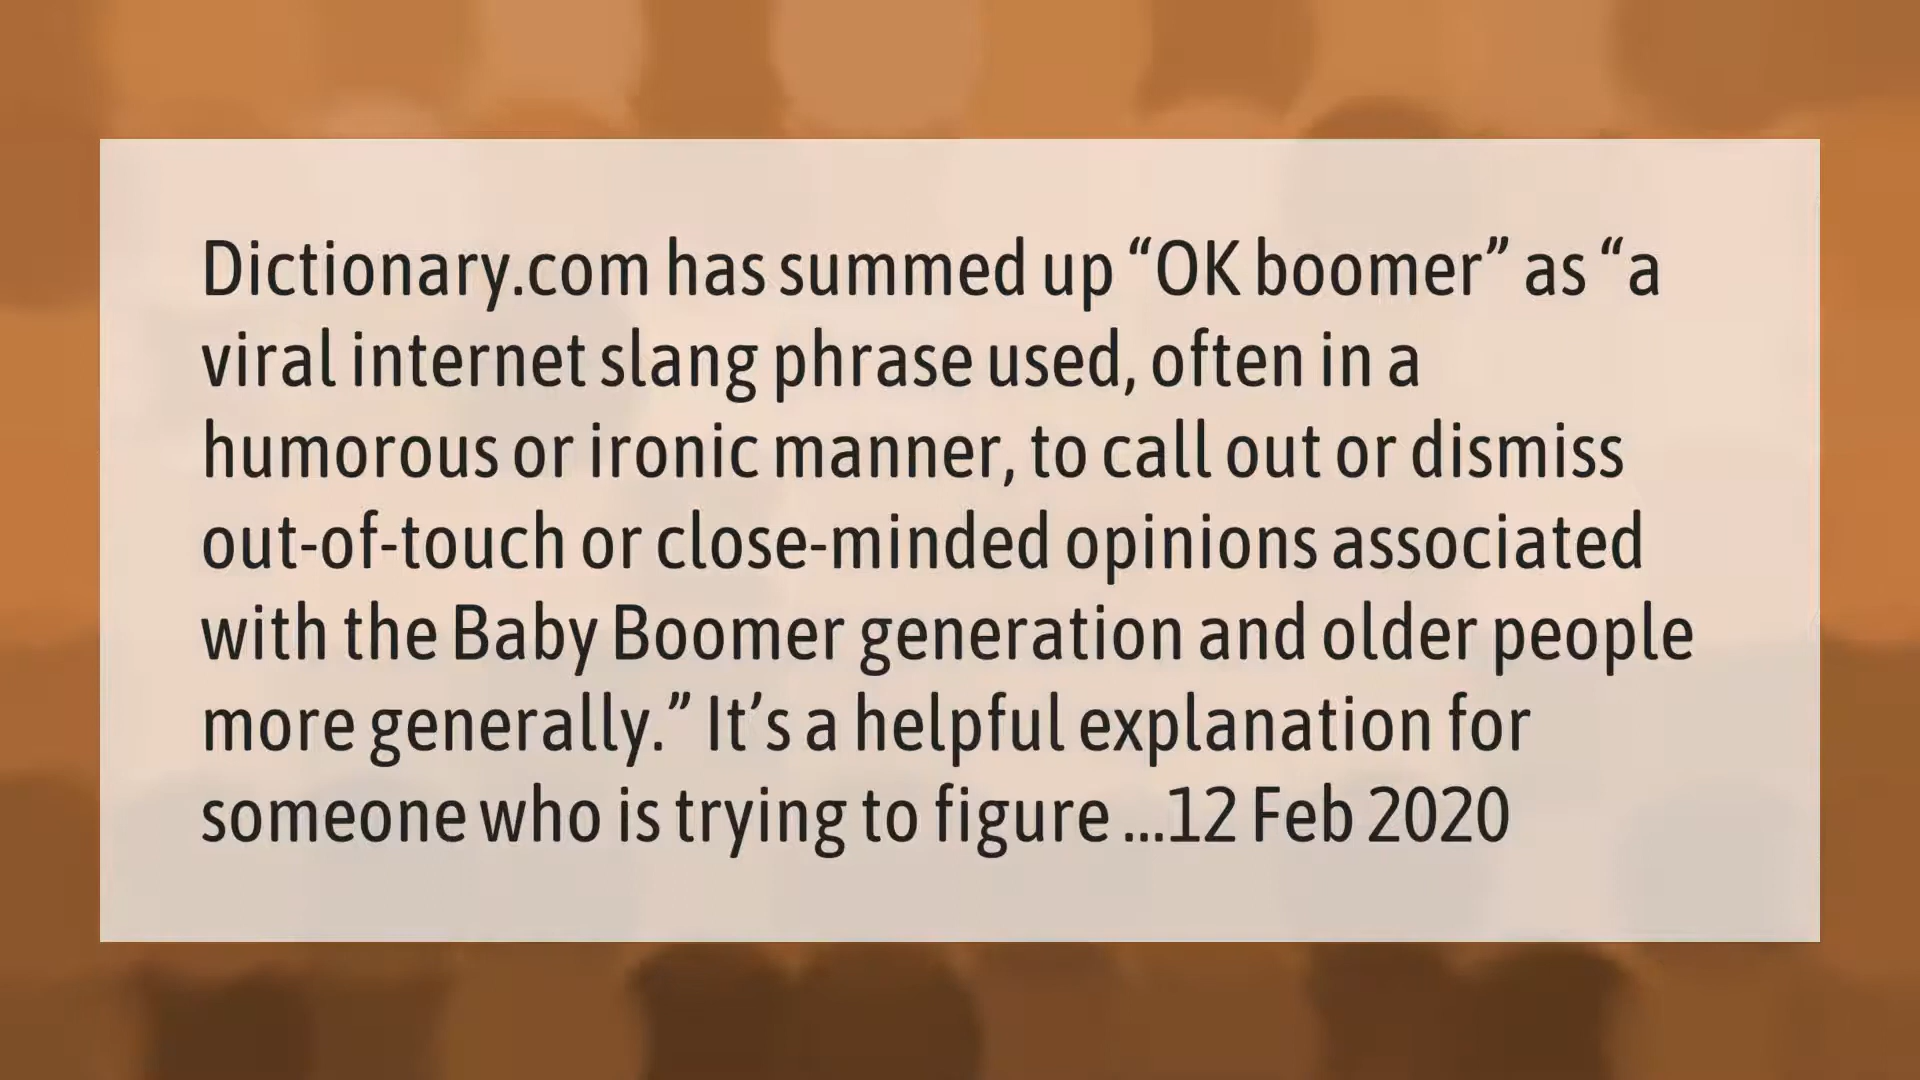 Dictionary.com has summed up “OK boomer” as “a
viral internet slang phrase used, often in a
humorous or ironic manner, to call out or dismiss
out-of-touch or close-minded opinions associated
with the Baby Boomer generation and older people
more generally.” It’s a helpful explanation for
someone who is trying to figure ...12 Feb 2020